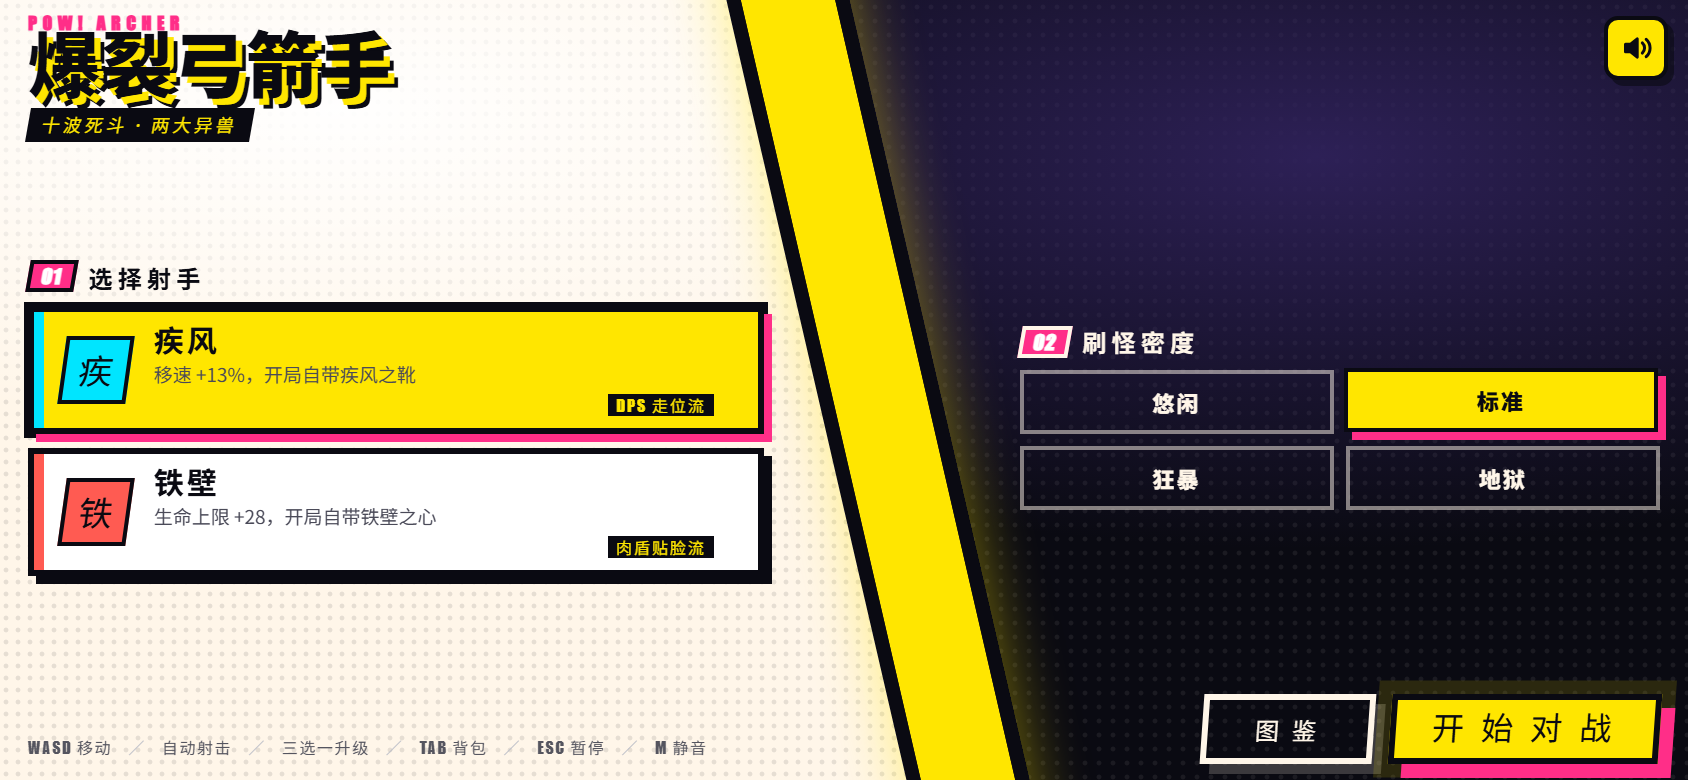 POW! ARCHER
爆裂弓箭手
十波死斗 · 两大异兽
01 选择射手
疾
疾风
移速 +13%，开局自带疾风之靴
DPS 走位流
铁
铁壁
生命上限 +28，开局自带铁壁之心
肉盾贴脸流
WASD 移动 / 自动射击 / 三选一升级 / TAB 背包 / ESC 暂停 / M 静音
02 刷怪密度
悠闲 标准
狂暴 地狱
图鉴 开始对战